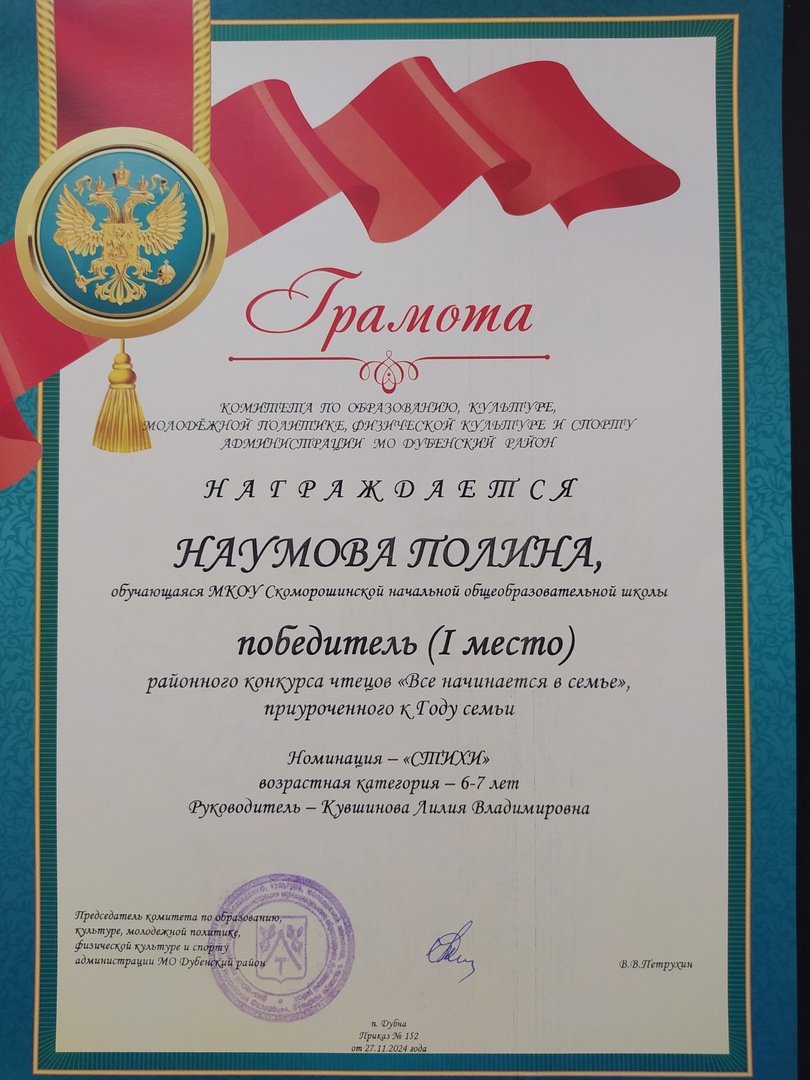 Грамота
КОМИТЕТА ПО ОБРАЗОВАНИЮ, КУЛЬТУРЕ,
МОЛОДЁЖНОЙ ПОЛИТИКЕ, ФИЗИЧЕСКОЙ КУЛЬТУРЕ И СПОРТУ
АДМИНИСТРАЦИИ МО ДУБЕНСКИЙ РАЙОН
НАГРАЖДАЕТСЯ
НАУМОВА ПОЛИНА,
обучающаяся МКОУ Скоморошинской начальной общеобразовательной школы
победитель (I место)
районного конкурса чтецов «Все начинается в семье»,
приуроченного к Году семьи
Номинация – «СТИХИ»
возрастная категория – 6-7 лет
Руководитель – Кувшинова Лилия Владимировна
Председатель комитета по образованию,
культуре, молодежной политике,
физической культуре и спорту
администрации МО Дубенский район
В.В.Петрухин
п. Дубна
Приказ № 152
от 27.11.2024 года